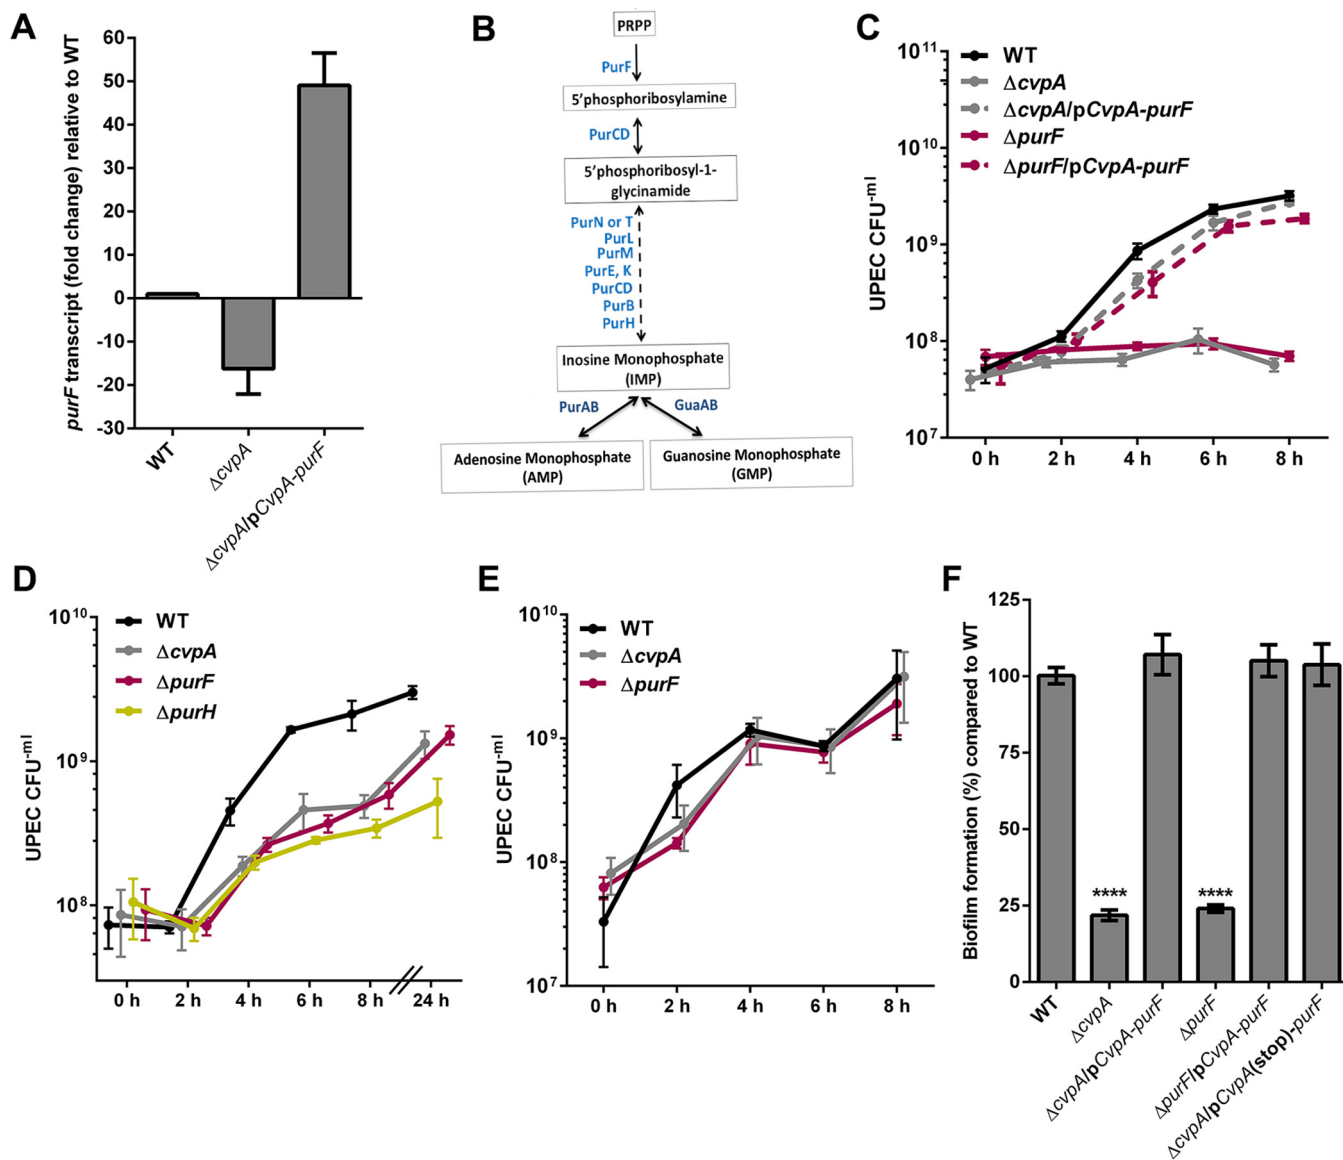 A
purF transcript (fold change) relative to WT
60
50
40
30
20
10
0
-10
-20
-30
WT
ΔcvpA
ΔcvpA/pCvpA-purF
B
PRPP
PurF
5'phosphoribosylamine
PurCD
5'phosphoribosyl-1-
glycinamide
PurN or T
PurL
PurM
PurE, K
PurCD
PurB
PurH
Inosine Monophosphate
(IMP)
PurAB
GuaAB
Adenosine Monophosphate
(AMP)
Guanosine Monophosphate
(GMP)
C
UPEC CFU⁻ᵐˡ
10¹¹
10¹⁰
10⁹
10⁸
10⁷
WT
ΔcvpA
ΔcvpA/pCvpA-purF
ΔpurF
ΔpurF/pCvpA-purF
0 h
2 h
4 h
6 h
8 h
D
UPEC CFU⁻ᵐˡ
10¹⁰
10⁹
10⁸
WT
ΔcvpA
ΔpurF
ΔpurH
0 h
2 h
4 h
6 h
8 h
24 h
E
UPEC CFU⁻ᵐˡ
10¹⁰
10⁹
10⁸
10⁷
WT
ΔcvpA
ΔpurF
0 h
2 h
4 h
6 h
8 h
F
Biofilm formation (%) compared to WT
125
100
75
50
25
0
****
****
WT
ΔcvpA
ΔcvpA/pCvpA-purF
ΔpurF
ΔpurF/pCvpA-purF
ΔcvpA/pCvpA(stop)-purF